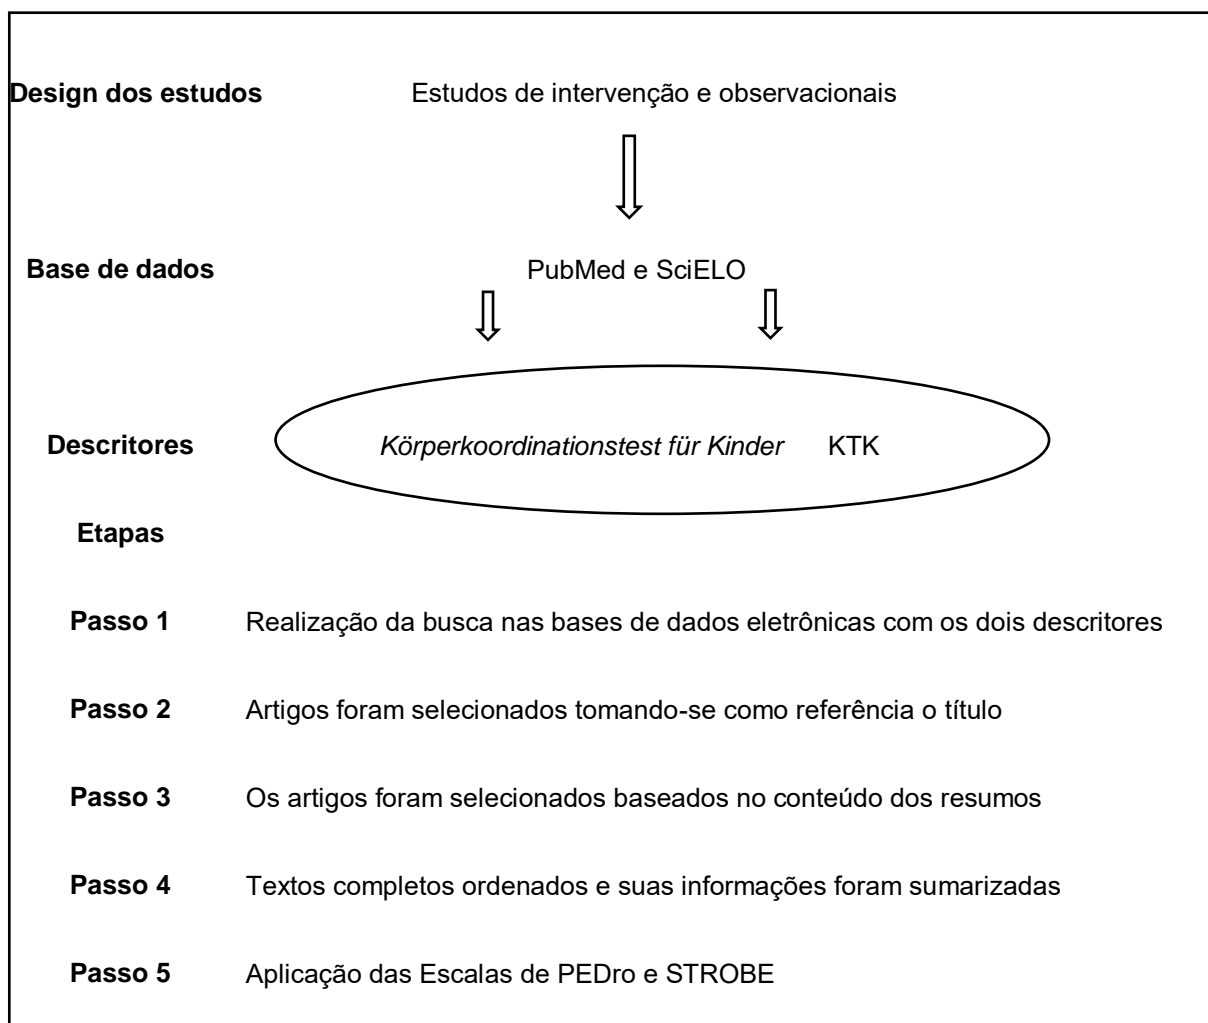 Design dos estudos Estudos de intervenção e observacionais
Base de dados PubMed e SciELO
Descritores Körperkoordinationstest für Kinder KTK
Etapas
Passo 1 Realização da busca nas bases de dados eletrônicas com os dois descritores
Passo 2 Artigos foram selecionados tomando-se como referência o título
Passo 3 Os artigos foram selecionados baseados no conteúdo dos resumos
Passo 4 Textos completos ordenados e suas informações foram sumarizadas
Passo 5 Aplicação das Escalas de PEDro e STROBE